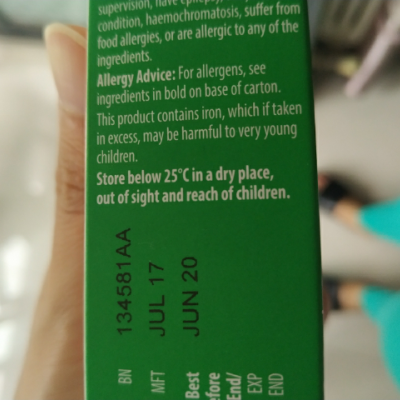 supervision, have epilepsy,
condition, haemochromatosis, suffer from
food allergies, or are allergic to any of the
ingredients.
Allergy Advice: For allergens, see
ingredients in bold on base of carton.
This product contains iron, which if taken
in excess, may be harmful to very young
children.
Store below 25°C in a dry place,
out of sight and reach of children.
BN 134581AA
MFT JUL 17
Best JUN 20
efore
End/
EXP
END